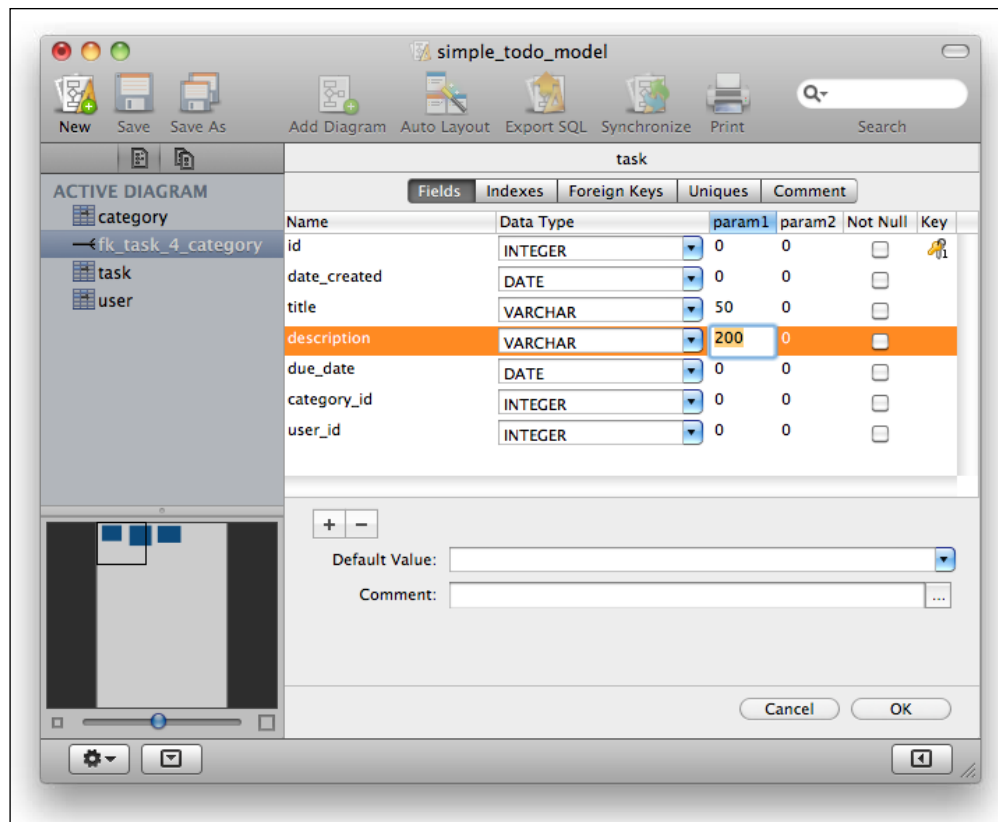 simple_todo_model
New Save Save As Add Diagram Auto Layout Export SQL Synchronize Print Search
task
ACTIVE DIAGRAM
category
fk_task_4_category
task
user
Fields Indexes Foreign Keys Uniques Comment
Name Data Type param1 param2 Not Null Key
id INTEGER 0 0 1
date_created DATE 0 0
title VARCHAR 50 0
description VARCHAR 200 0
due_date DATE 0 0
category_id INTEGER 0 0
user_id INTEGER 0 0
+ −
Default Value:
Comment: ...
Cancel OK